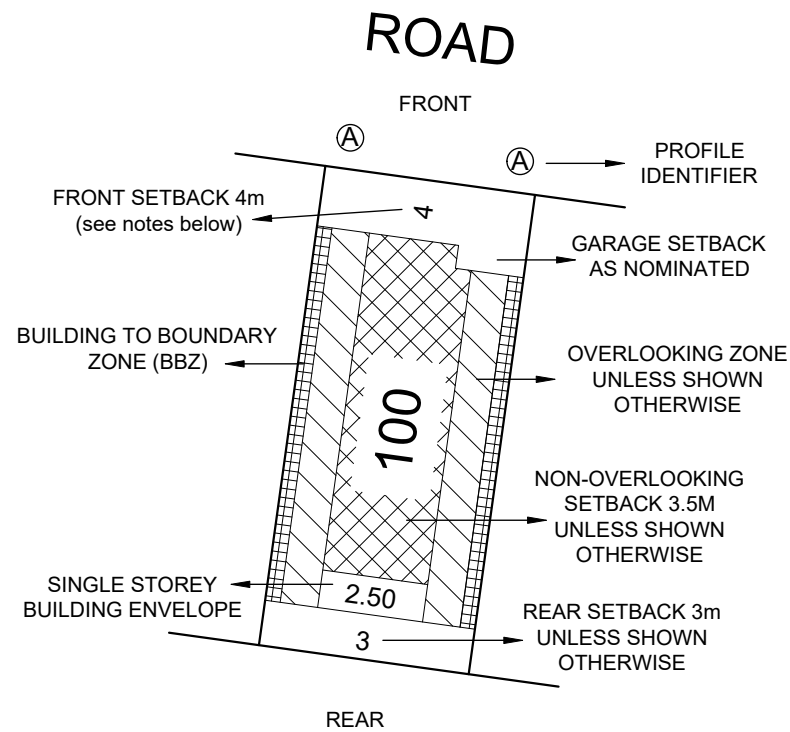 ROAD
FRONT
A
A
PROFILE
IDENTIFIER
FRONT SETBACK 4m
(see notes below)
4
GARAGE SETBACK
AS NOMINATED
BUILDING TO BOUNDARY
ZONE (BBZ)
OVERLOOKING ZONE
UNLESS SHOWN
OTHERWISE
100
NON-OVERLOOKING
SETBACK 3.5M
UNLESS SHOWN
OTHERWISE
SINGLE STOREY
BUILDING ENVELOPE
2.50
REAR SETBACK 3m
UNLESS SHOWN
OTHERWISE
3
REAR